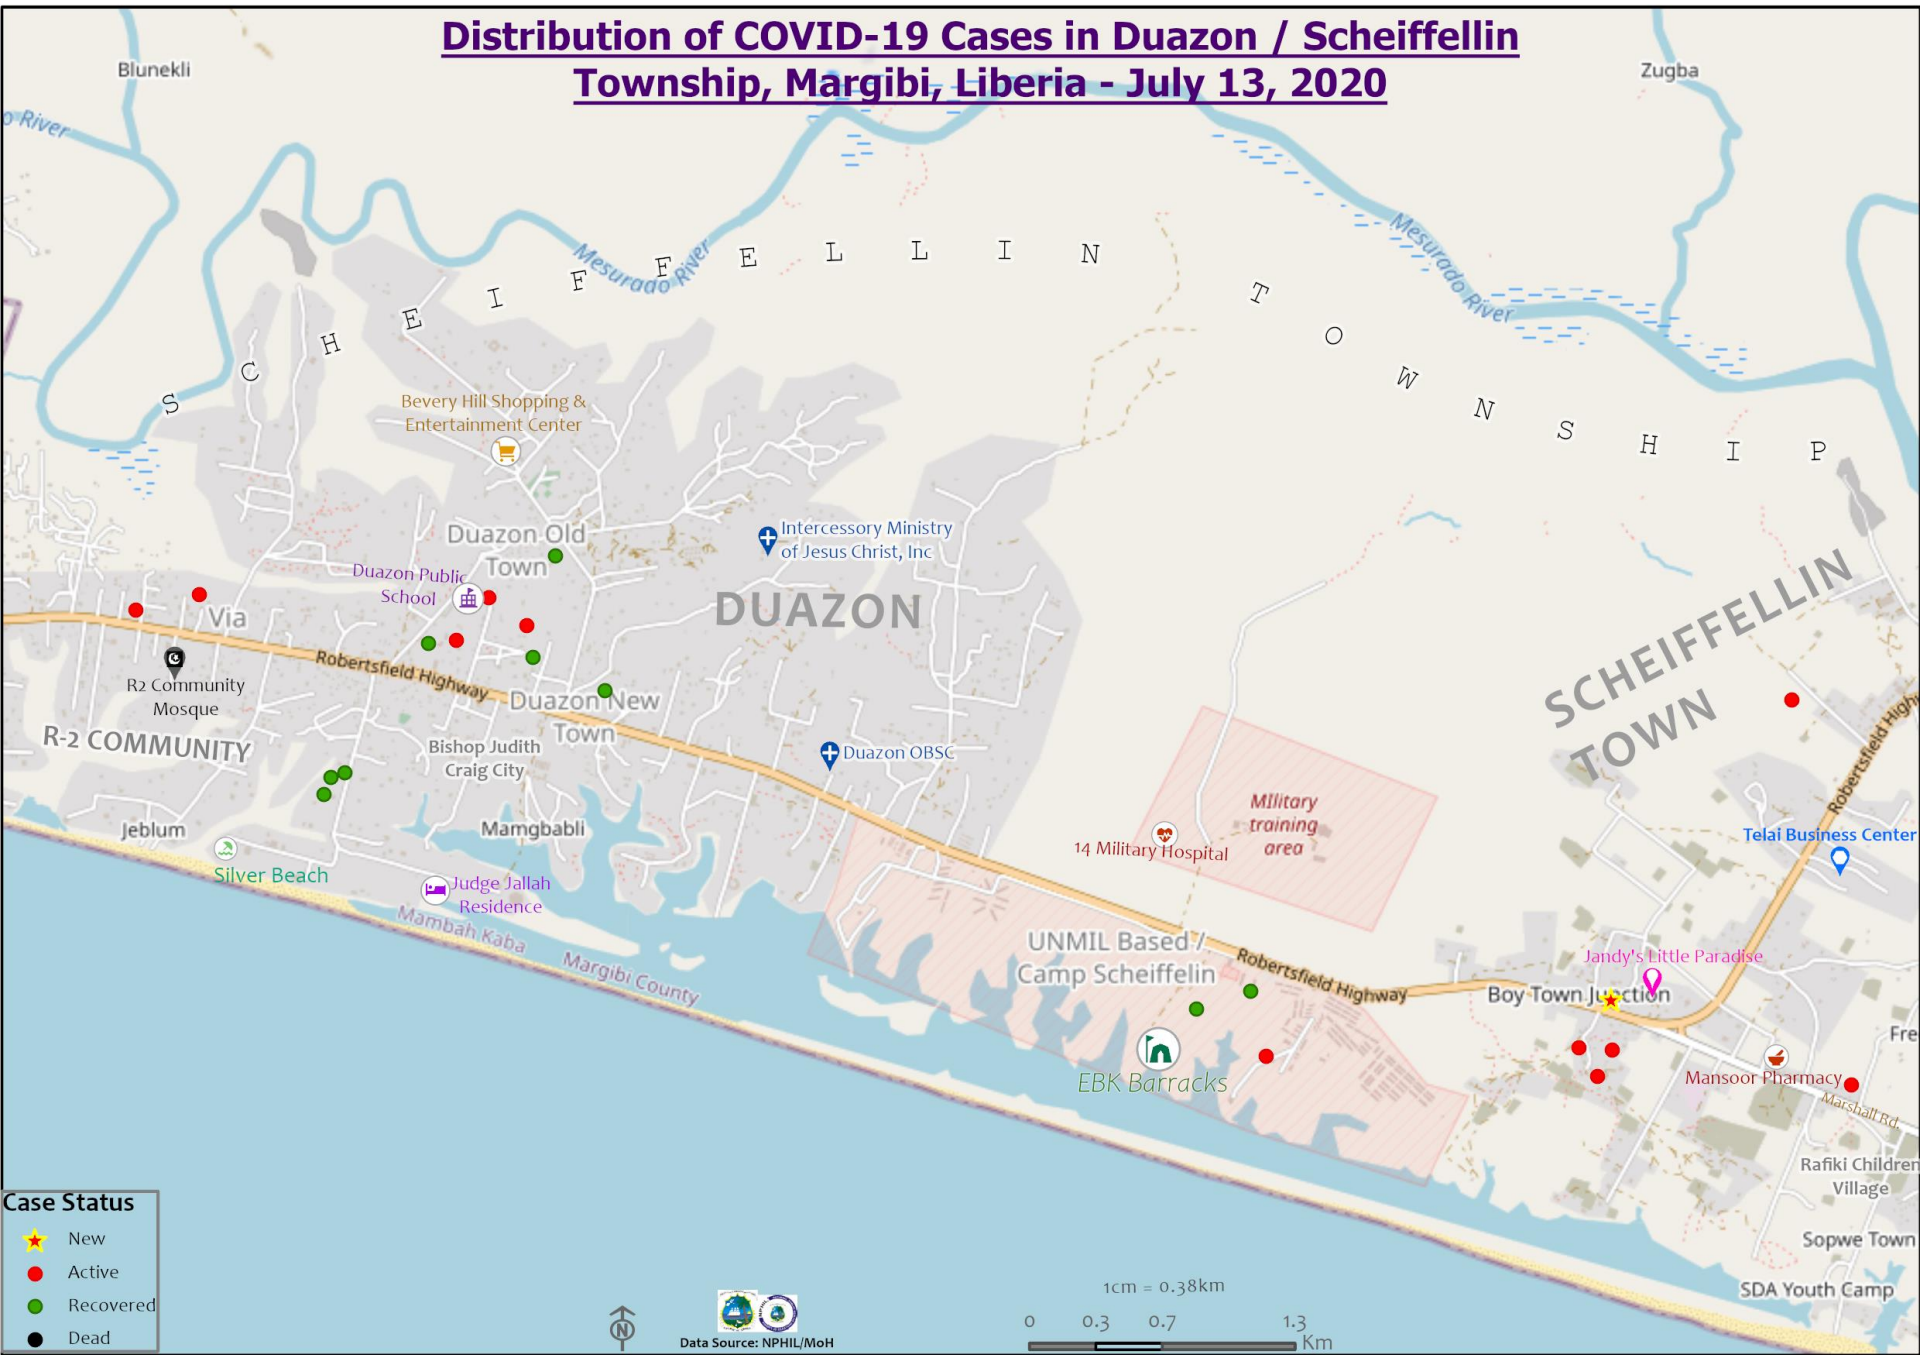 Distribution of COVID-19 Cases in Duazon / Scheiffellin
Township, Margibi, Liberia - July 13, 2020
Blunekli
Zugba
o River
Mesurado River
Mesurado River
SCHEIFFELLIN TOWNSHIP
Bevery Hill Shopping &
Entertainment Center
Duazon Old
Town
Intercessory Ministry
of Jesus Christ, Inc
Duazon Public
School
DUAZON
Via
SCHEIFFELLIN
TOWN
Robertsfield Highway
R2 Community
Mosque
R-2 COMMUNITY
Duazon New
Town
Bishop Judith
Craig City
Duazon OBSC
Robertsfield High
Jeblum
Mamgbabli
MIlitary
training
area
14 Military Hospital
Telai Business Center
Silver Beach
Judge Jallah
Residence
Mambah Kaba
Margibi County
UNMIL Based /
Camp Scheiffelin
Robertsfield Highway
Jandy's Little Paradise
Boy Town Junction
Fre
EBK Barracks
Mansoor Pharmacy
Marshall Rd.
Rafiki Children
Village
Sopwe Town
SDA Youth Camp
Case Status
New
Active
Recovered
Dead
N
Data Source: NPHIL/MoH
1cm = 0.38km
0 0.3 0.7 1.3
Km